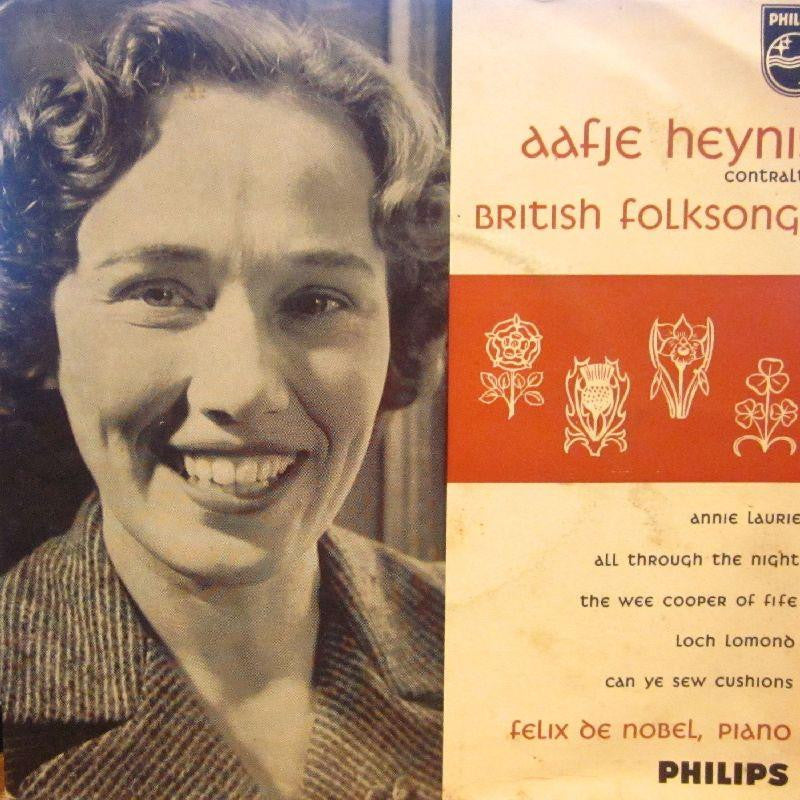 PHIL
aafje heyni
contralt
British folksong
annie laurie
all through the night
the wee cooper of fife
loch lomond
can ye sew cushions
felix de nobel, piano
PHILIPS